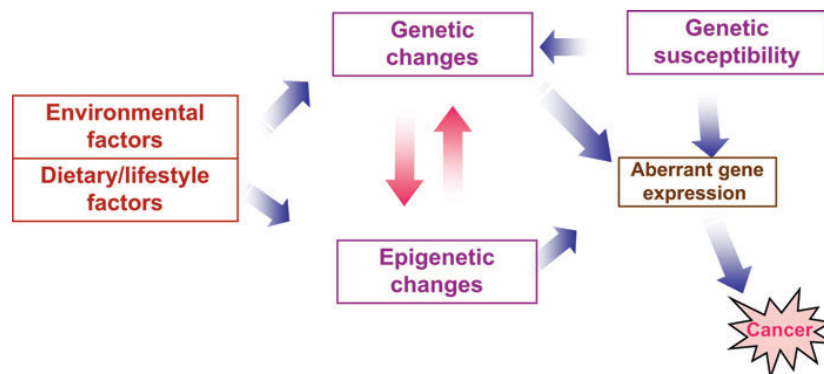 Genetic
changes
Genetic
susceptibility
Environmental
factors
Dietary/lifestyle
factors
Aberrant gene
expression
Epigenetic
changes
Cancer